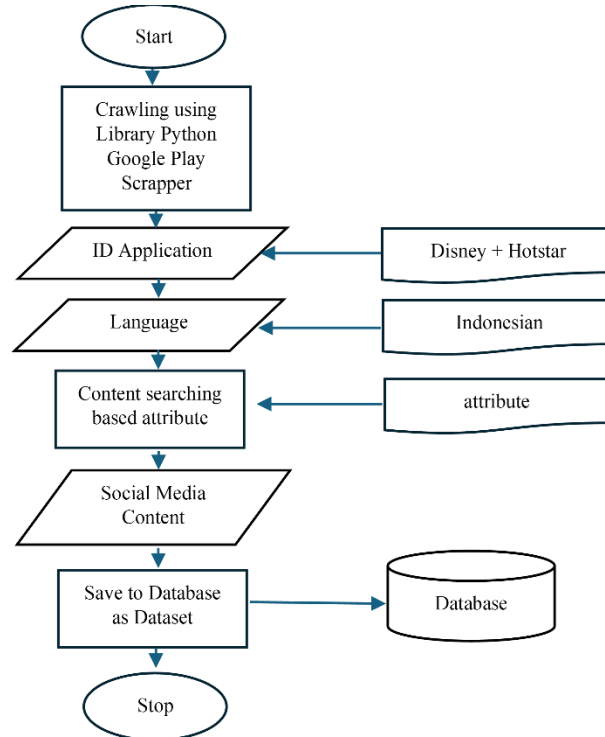 Start
Crawling using
Library Python
Google Play
Scrapper
ID Application
Disney + Hotstar
Language
Indonesian
Content searching
based attribute
attribute
Social Media
Content
Save to Database
as Dataset
Database
Stop